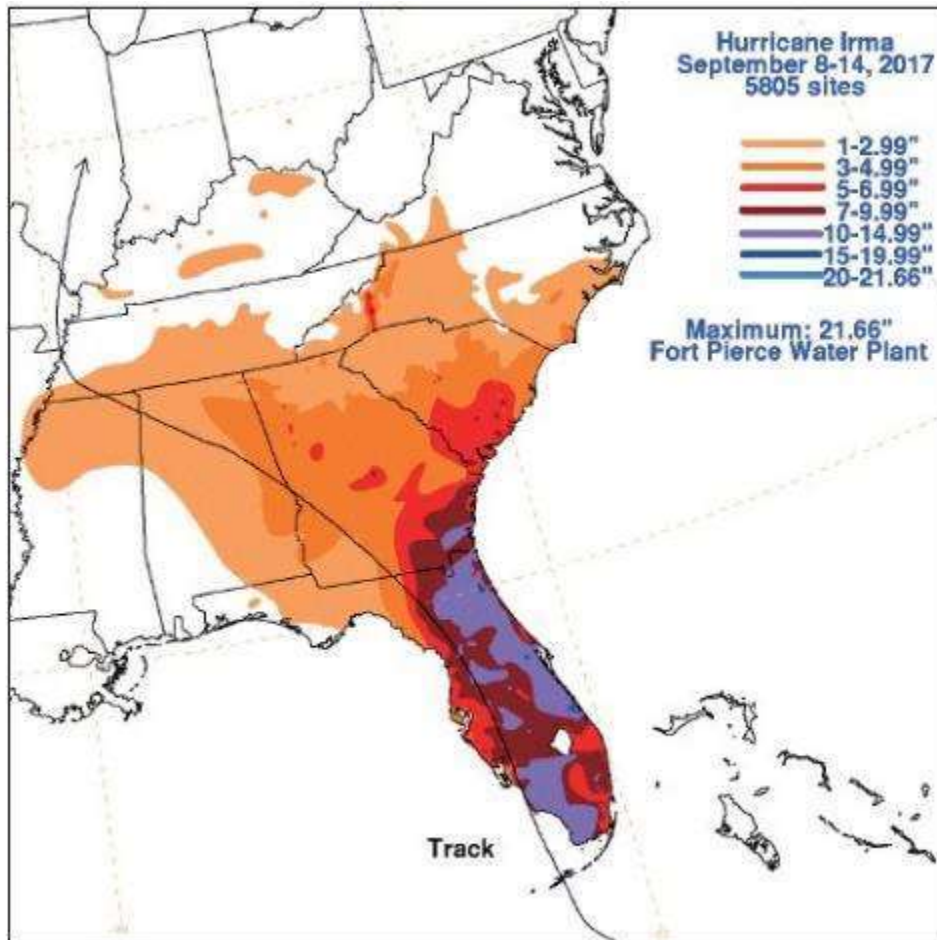 Hurricane Irma
September 8-14, 2017
5805 sites
1-2.99"
3-4.99"
5-6.99"
7-9.99"
10-14.99"
15-19.99"
20-21.66"
Maximum: 21.66"
Fort Pierce Water Plant
Track